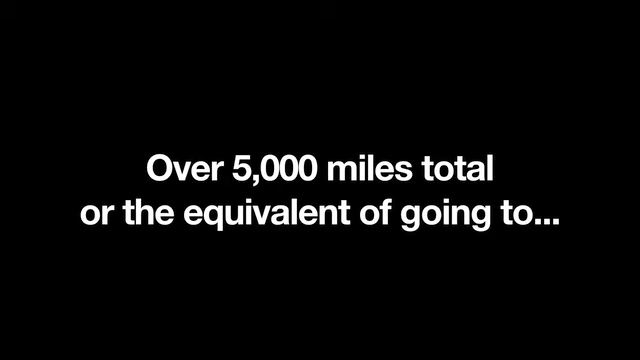 Over 5,000 miles total
or the equivalent of going to...